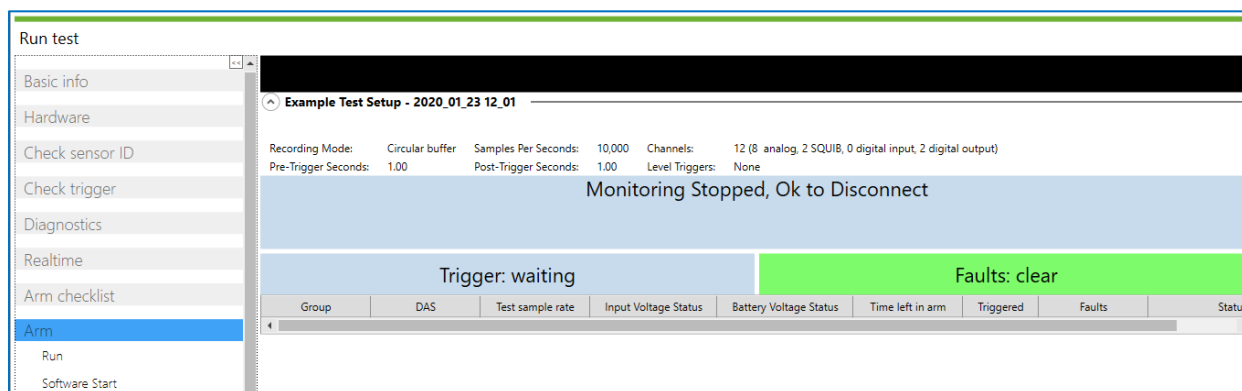 Run test
<<
Basic info
Hardware
Check sensor ID
Check trigger
Diagnostics
Realtime
Arm checklist
Arm
Run
Software Start
Example Test Setup - 2020_01_23 12_01
Recording Mode: Circular buffer Samples Per Seconds: 10,000 Channels: 12 (8 analog, 2 SQUIB, 0 digital input, 2 digital output)
Pre-Trigger Seconds: 1.00 Post-Trigger Seconds: 1.00 Level Triggers: None
Monitoring Stopped, Ok to Disconnect
Trigger: waiting Faults: clear
Group DAS Test sample rate Input Voltage Status Battery Voltage Status Time left in arm Triggered Faults Statu